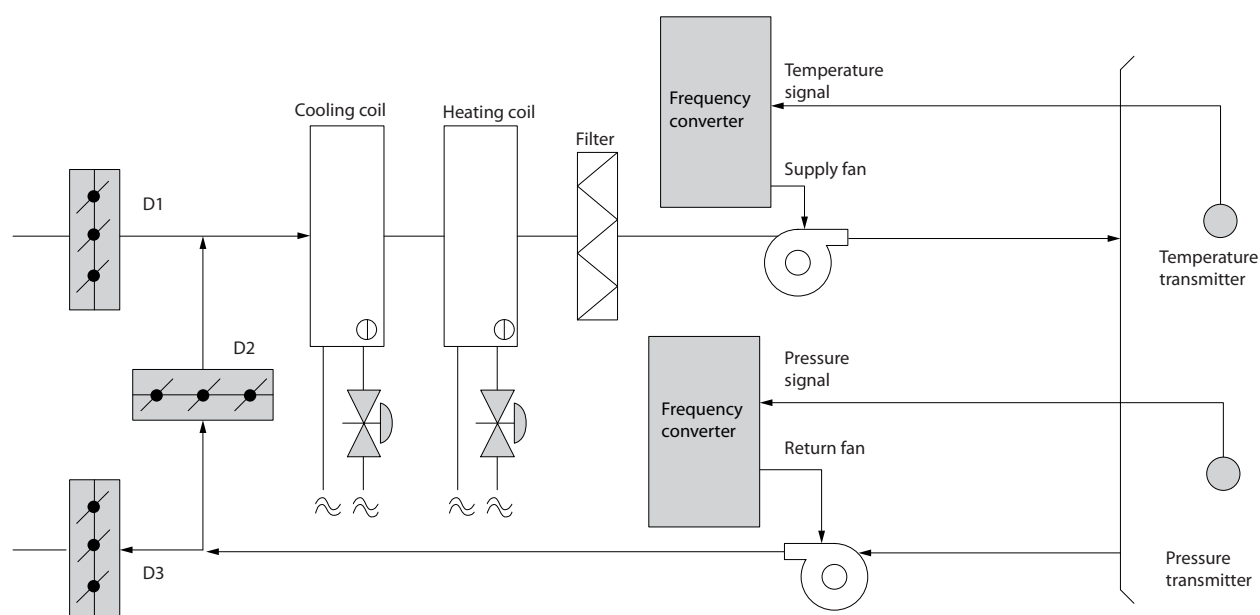 Temperature
signal
Frequency
converter
Cooling coil
Heating coil
Filter
Supply fan
D1
Temperature
transmitter
D2
Pressure
signal
Frequency
converter
Return fan
D3
Pressure
transmitter